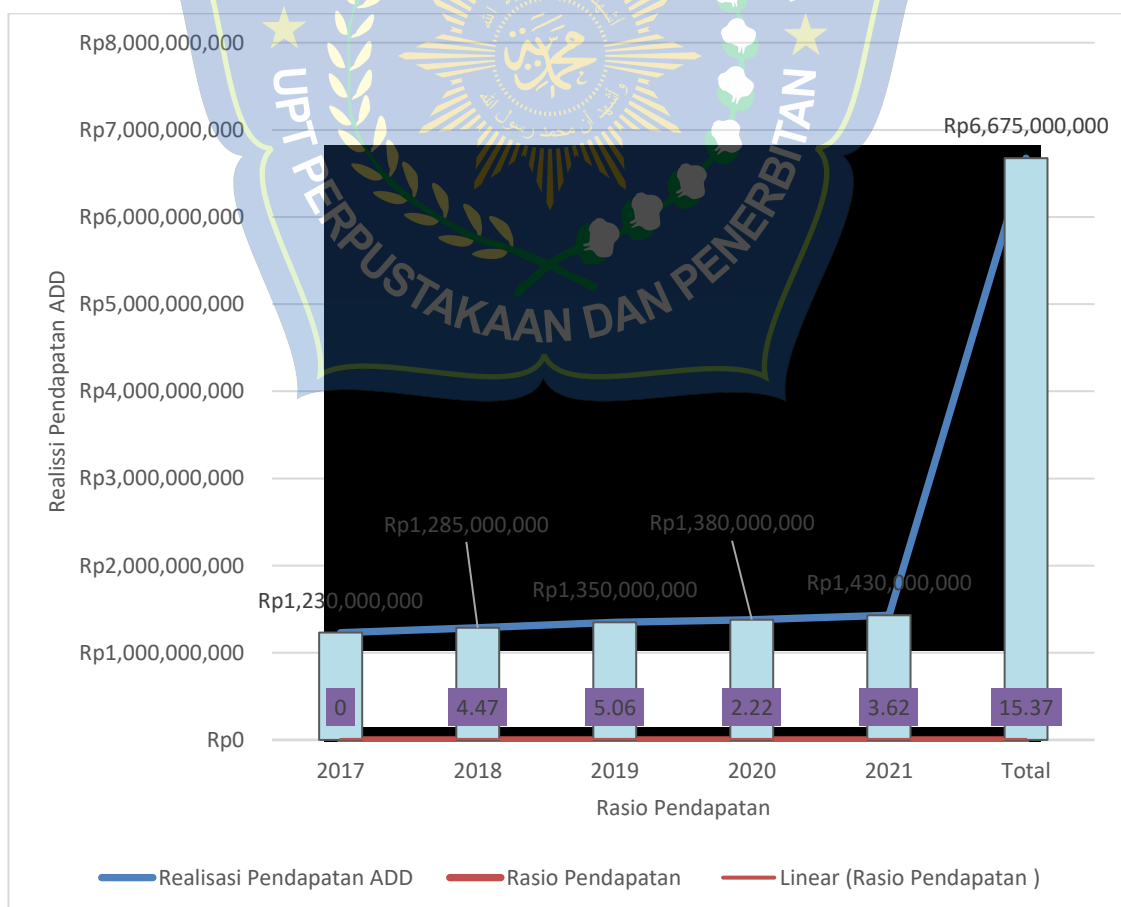 Realissi Pendapatan ADD
Rp8,000,000,000
Rp7,000,000,000
Rp6,000,000,000
Rp5,000,000,000
Rp4,000,000,000
Rp3,000,000,000
Rp2,000,000,000
Rp1,000,000,000
Rp0
UPT PERPUSTAKAAN DAN PENERBITAN
Rp1,230,000,000
Rp1,285,000,000
Rp1,350,000,000
Rp1,380,000,000
Rp1,430,000,000
Rp6,675,000,000
0
4.47
5.06
2.22
3.62
15.37
2017
2018
2019
2020
2021
Total
Rasio Pendapatan
Realisasi Pendapatan ADD
Rasio Pendapatan
Linear (Rasio Pendapatan )